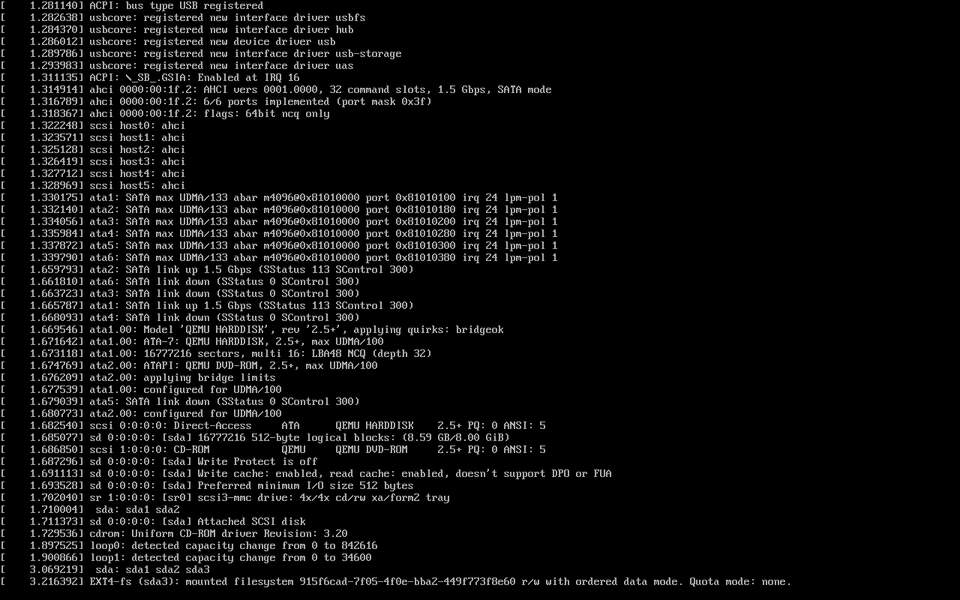 [    1.281140] ACPI: bus type USB registered
[    1.282638] usbcore: registered new interface driver usbfs
[    1.284370] usbcore: registered new interface driver hub
[    1.286012] usbcore: registered new device driver usb
[    1.289786] usbcore: registered new interface driver usb-storage
[    1.293983] usbcore: registered new interface driver uas
[    1.311135] ACPI: \_SB_.GSIA: Enabled at IRQ 16
[    1.314914] ahci 0000:00:1f.2: AHCI vers 0001.0000, 32 command slots, 1.5 Gbps, SATA mode
[    1.316789] ahci 0000:00:1f.2: 6/6 ports implemented (port mask 0x3f)
[    1.318367] ahci 0000:00:1f.2: flags: 64bit ncq only
[    1.322248] scsi host0: ahci
[    1.323571] scsi host1: ahci
[    1.325128] scsi host2: ahci
[    1.326419] scsi host3: ahci
[    1.327712] scsi host4: ahci
[    1.328969] scsi host5: ahci
[    1.330175] ata1: SATA max UDMA/133 abar m4096@0x81010000 port 0x81010100 irq 24 lpm-pol 1
[    1.332140] ata2: SATA max UDMA/133 abar m4096@0x81010000 port 0x81010180 irq 24 lpm-pol 1
[    1.334056] ata3: SATA max UDMA/133 abar m4096@0x81010000 port 0x81010200 irq 24 lpm-pol 1
[    1.335984] ata4: SATA max UDMA/133 abar m4096@0x81010000 port 0x81010280 irq 24 lpm-pol 1
[    1.337872] ata5: SATA max UDMA/133 abar m4096@0x81010000 port 0x81010300 irq 24 lpm-pol 1
[    1.339790] ata6: SATA max UDMA/133 abar m4096@0x81010000 port 0x81010380 irq 24 lpm-pol 1
[    1.659793] ata2: SATA link up 1.5 Gbps (SStatus 113 SControl 300)
[    1.661810] ata6: SATA link down (SStatus 0 SControl 300)
[    1.663723] ata3: SATA link down (SStatus 0 SControl 300)
[    1.665787] ata1: SATA link up 1.5 Gbps (SStatus 113 SControl 300)
[    1.668093] ata4: SATA link down (SStatus 0 SControl 300)
[    1.669546] ata1.00: Model 'QEMU HARDDISK', rev '2.5+', applying quirks: bridgeok
[    1.671642] ata1.00: ATA-7: QEMU HARDDISK, 2.5+, max UDMA/100
[    1.673118] ata1.00: 16777216 sectors, multi 16: LBA48 NCQ (depth 32)
[    1.674769] ata2.00: ATAPI: QEMU DVD-ROM, 2.5+, max UDMA/100
[    1.676209] ata2.00: applying bridge limits
[    1.677539] ata1.00: configured for UDMA/100
[    1.679039] ata5: SATA link down (SStatus 0 SControl 300)
[    1.680773] ata2.00: configured for UDMA/100
[    1.682540] scsi 0:0:0:0: Direct-Access     ATA      QEMU HARDDISK    2.5+ PQ: 0 ANSI: 5
[    1.685077] sd 0:0:0:0: [sda] 16777216 512-byte logical blocks: (8.59 GB/8.00 GiB)
[    1.686850] scsi 1:0:0:0: CD-ROM            QEMU     QEMU DVD-ROM     2.5+ PQ: 0 ANSI: 5
[    1.687296] sd 0:0:0:0: [sda] Write Protect is off
[    1.691113] sd 0:0:0:0: [sda] Write cache: enabled, read cache: enabled, doesn't support DPO or FUA
[    1.693528] sd 0:0:0:0: [sda] Preferred minimum I/O size 512 bytes
[    1.702040] sr 1:0:0:0: [sr0] scsi3-mmc drive: 4x/4x cd/rw xa/form2 tray
[    1.710004]  sda: sda1 sda2
[    1.711373] sd 0:0:0:0: [sda] Attached SCSI disk
[    1.729536] cdrom: Uniform CD-ROM driver Revision: 3.20
[    1.897525] loop0: detected capacity change from 0 to 842616
[    1.900866] loop1: detected capacity change from 0 to 34600
[    3.069219]  sda: sda1 sda2 sda3
[    3.216392] EXT4-fs (sda3): mounted filesystem 915f6cad-7f05-4f0e-bba2-449f773f8e60 r/w with ordered data mode. Quota mode: none.